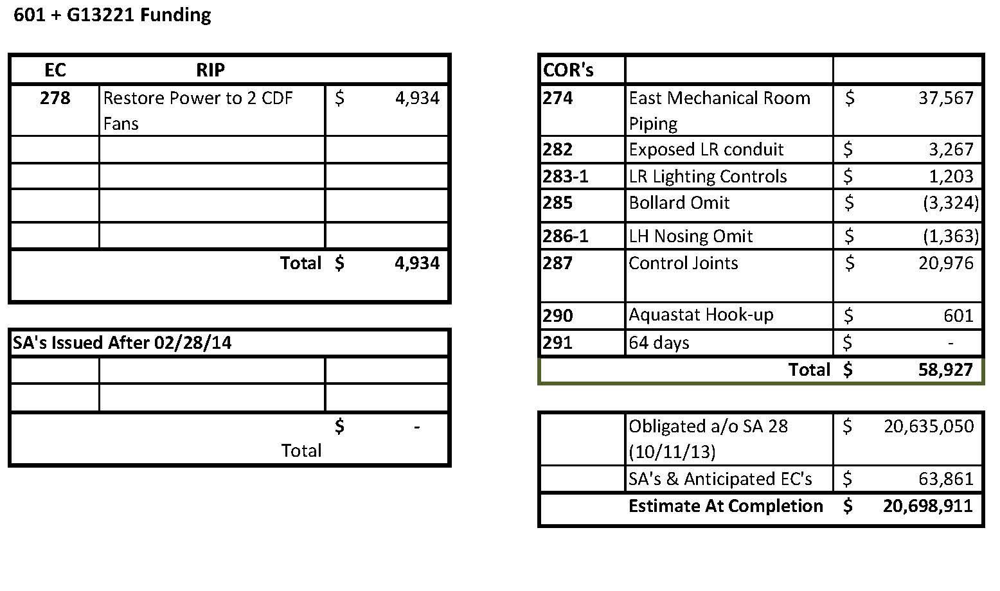 601 + G13221 Funding
EC RIP
278 Restore Power to 2 CDF $ 4,934
Fans
Total $ 4,934
SA's Issued After 02/28/14
$ -
Total
COR's
274 East Mechanical Room $ 37,567
Piping
282 Exposed LR conduit $ 3,267
283-1 LR Lighting Controls $ 1,203
285 Bollard Omit $ (3,324)
286-1 LH Nosing Omit $ (1,363)
287 Control Joints $ 20,976
290 Aquastat Hook-up $ 601
291 64 days $ -
Total $ 58,927
Obligated a/o SA 28 $ 20,635,050
(10/11/13)
SA's & Anticipated EC's $ 63,861
Estimate At Completion $ 20,698,911